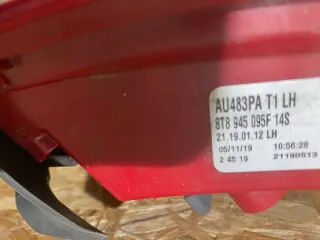 AU483PA T1 LH
8T8 945 095F 14S
21.19.01.12 LH
05/11/19 10:56:28
2 45 19 21190513